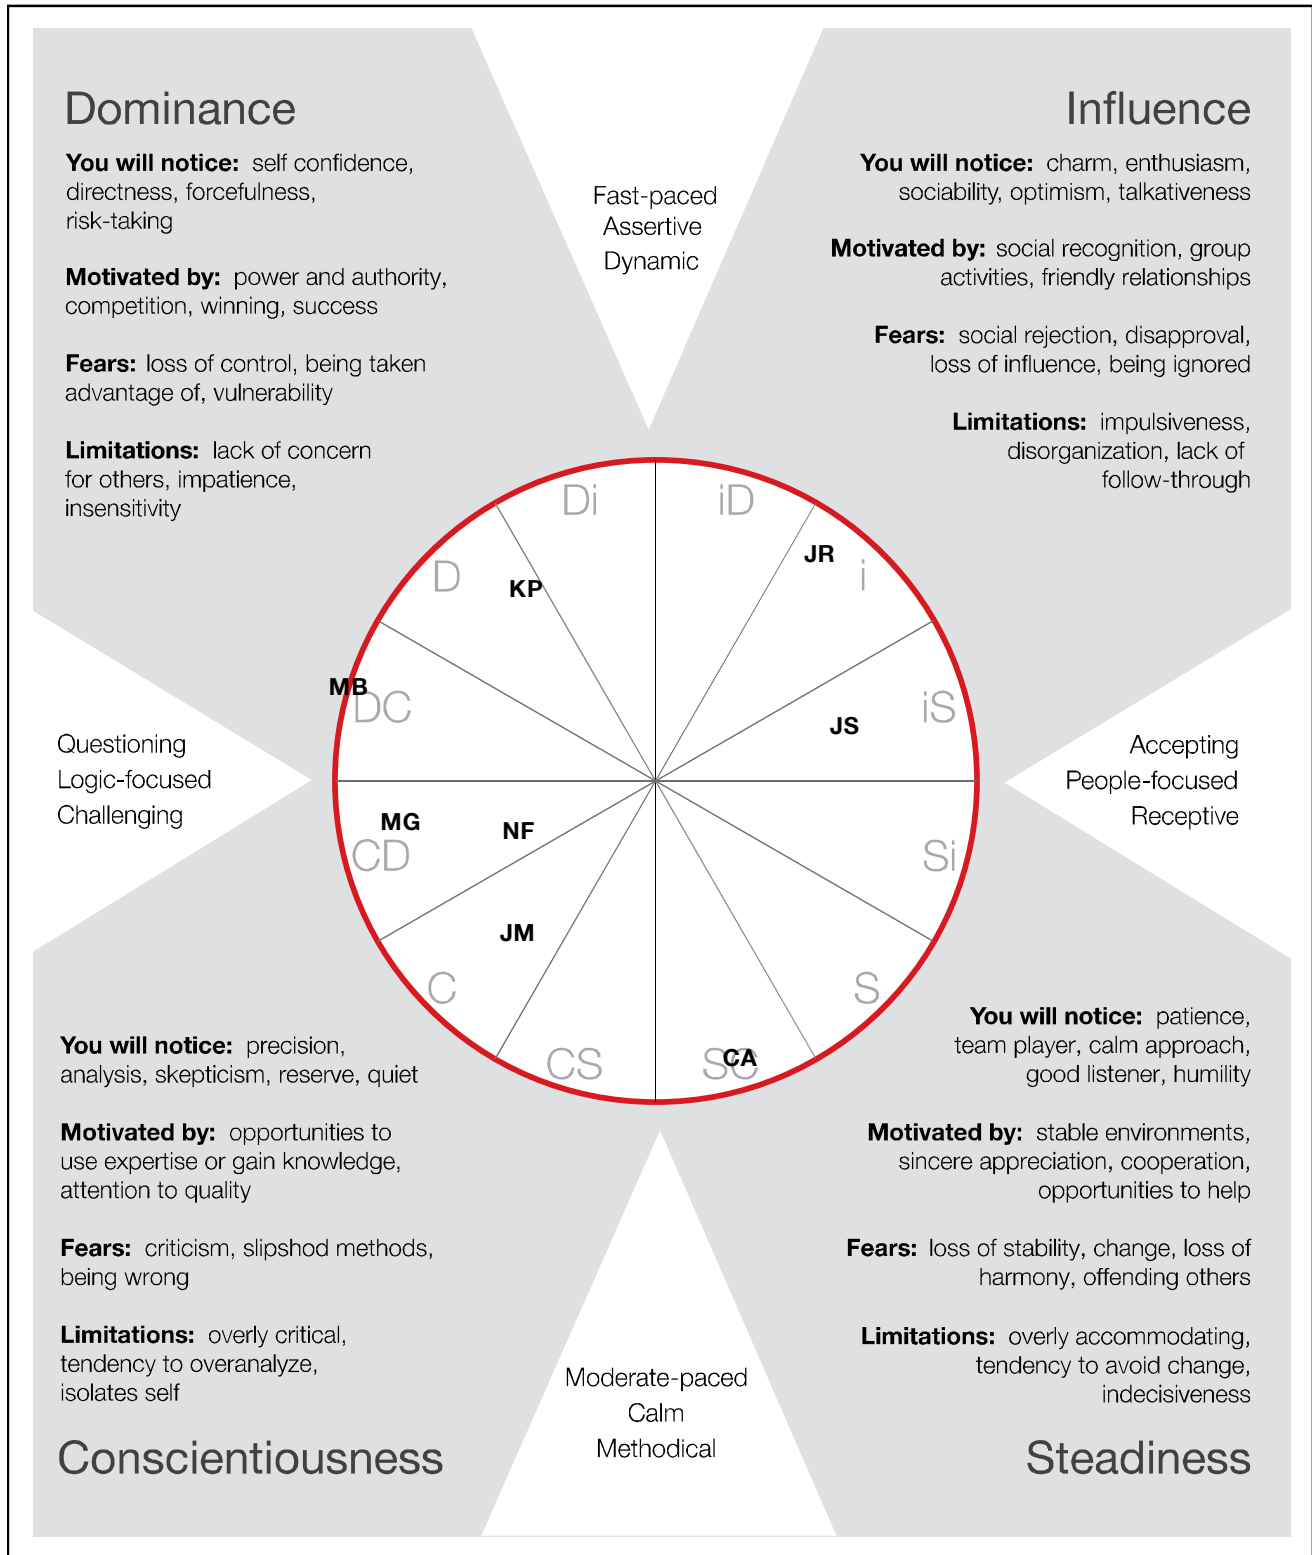 Dominance
You will notice: self confidence,
directness, forcefulness,
risk-taking
Motivated by: power and authority,
competition, winning, success
Fears: loss of control, being taken
advantage of, vulnerability
Limitations: lack of concern
for others, impatience,
insensitivity
Fast-paced
Assertive
Dynamic
Influence
You will notice: charm, enthusiasm,
sociability, optimism, talkativeness
Motivated by: social recognition, group
activities, friendly relationships
Fears: social rejection, disapproval,
loss of influence, being ignored
Limitations: impulsiveness,
disorganization, lack of
follow-through
Di
iD
JR
D
i
KP
MB
DC
iS
JS
Questioning
Logic-focused
Challenging
Accepting
People-focused
Receptive
MG
NF
CD
Si
JM
C
S
CS
SC
CA
You will notice: precision,
analysis, skepticism, reserve, quiet
Motivated by: opportunities to
use expertise or gain knowledge,
attention to quality
Fears: criticism, slipshod methods,
being wrong
Limitations: overly critical,
tendency to overanalyze,
isolates self
Conscientiousness
Moderate-paced
Calm
Methodical
You will notice: patience,
team player, calm approach,
good listener, humility
Motivated by: stable environments,
sincere appreciation, cooperation,
opportunities to help
Fears: loss of stability, change, loss of
harmony, offending others
Limitations: overly accommodating,
tendency to avoid change,
indecisiveness
Steadiness